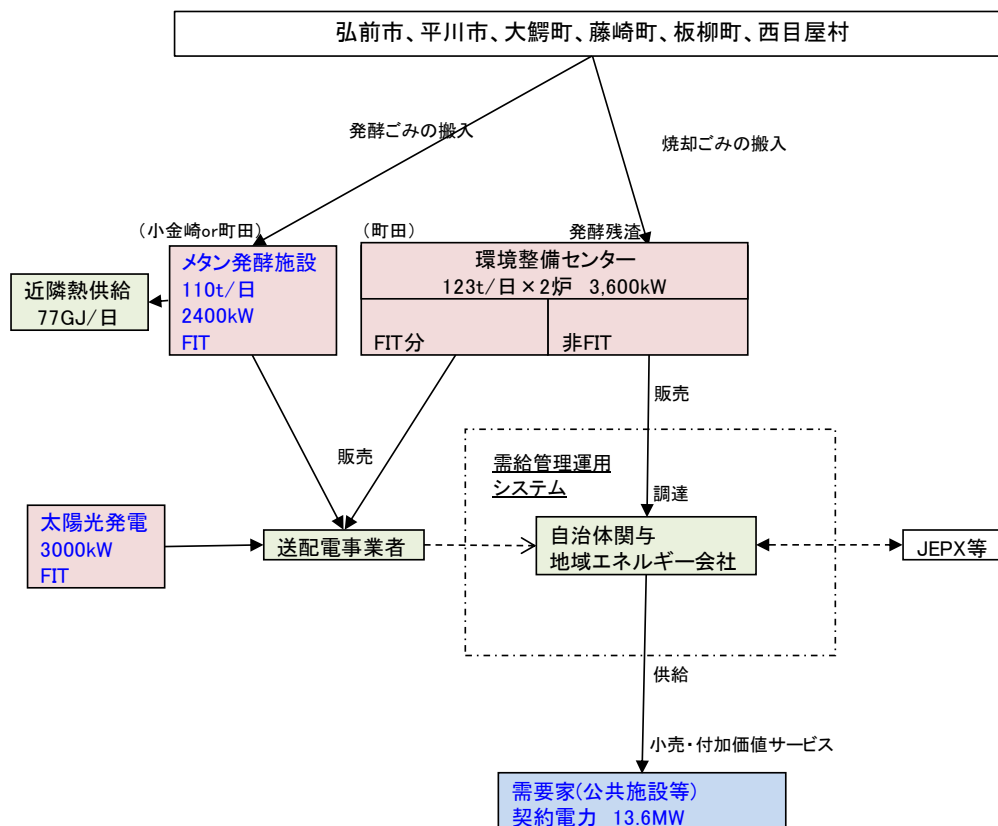 弘前市、平川市、大鰐町、藤崎町、板柳町、西目屋村
発酵ごみの搬入
焼却ごみの搬入
(小金崎or町田)
(町田)
発酵残渣
メタン発酵施設
110t/日
2400kW
FIT
環境整備センター
123t/日×2炉 3,600kW
FIT分
非FIT
近隣熱供給
77GJ/日
販売
販売
需給管理運用
システム
調達
太陽光発電
3000kW
FIT
送配電事業者
自治体関与
地域エネルギー会社
JEPX等
供給
小売・付加価値サービス
需要家(公共施設等)
契約電力 13.6MW